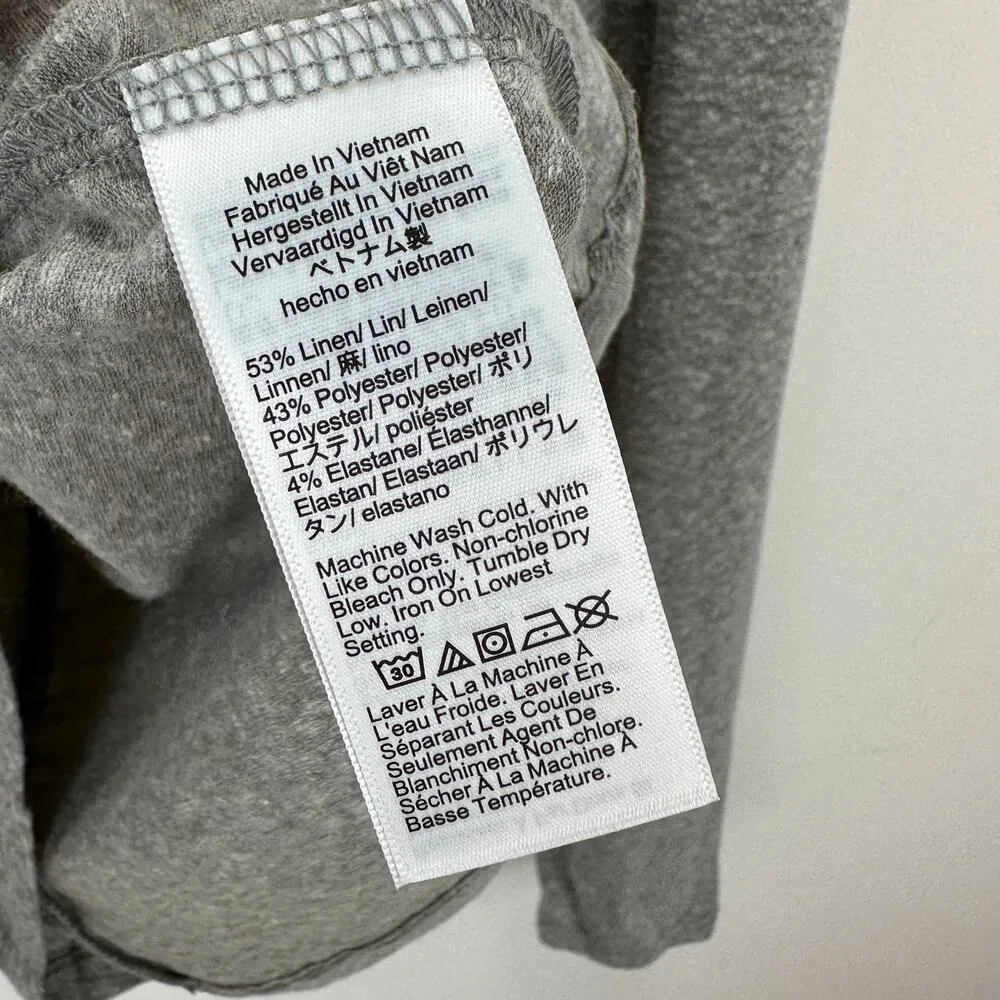 Made In Vietnam
Fabriqué Au Viêt Nam
Hergestellt In Vietnam
Vervaardigd In Vietnam
ベトナム製
hecho en vietnam
53% Linen/ Lin/ Leinen/
Linnen/ 麻/ lino
43% Polyester/ Polyester/
Polyester/ Polyester/ ポリ
エステル/ poliéster
4% Elastane/ Élasthanne/
Elastan/ Elastaan/ ポリウレ
タン/ elastano
Machine Wash Cold. With
Like Colors. Non-chlorine
Bleach Only. Tumble Dry
Low. Iron On Lowest
Setting.
30
Laver À La Machine À
L'eau Froide. Laver En
Séparant Les Couleurs.
Seulement Agent De
Blanchiment Non-chlore.
Sécher À La Machine À
Basse Température.